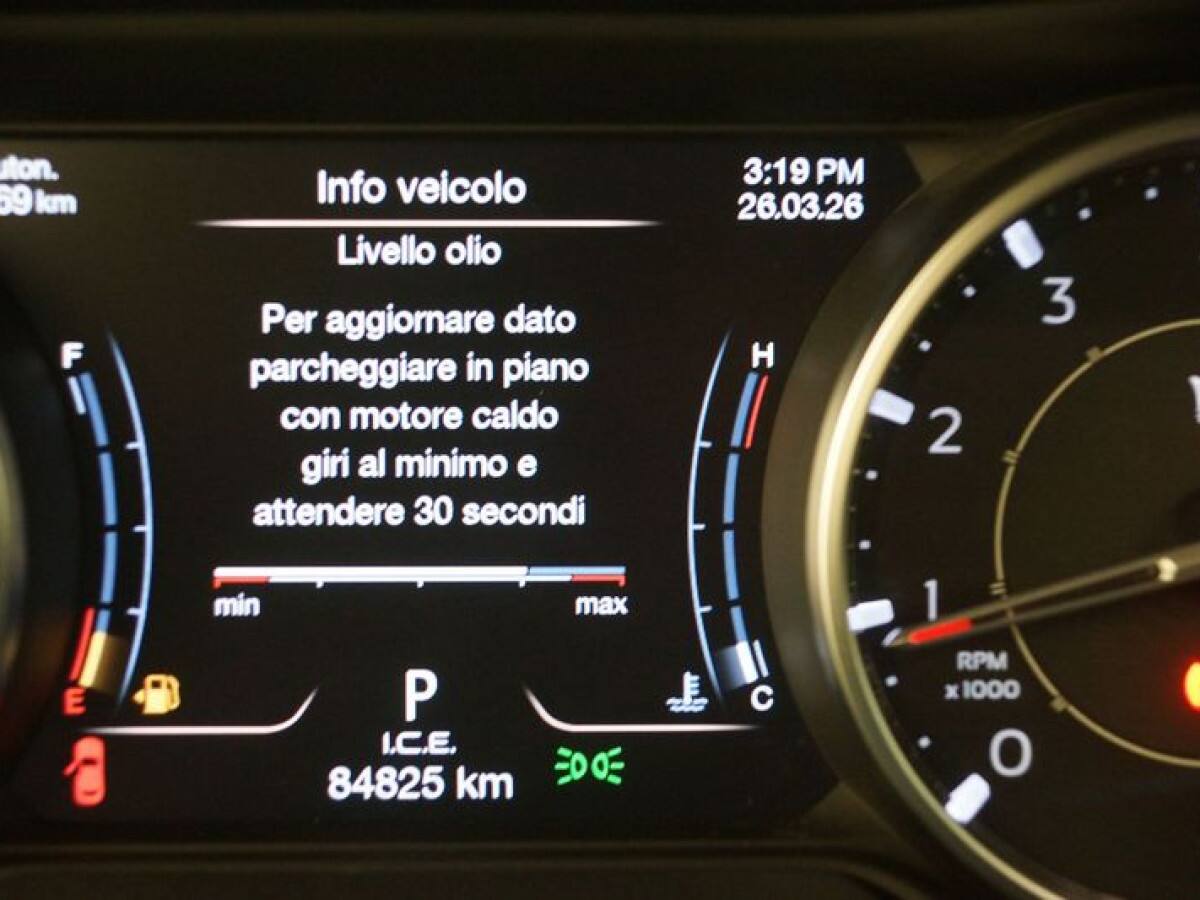 Info veicolo
3:19 PM
26.03.26
km
Livello olio
Per aggiornare dato
parcheggiare in piano
con motore caldo
giri al minimo e
attendere 30 secondi
min
max
F
E
H
C
P
I.C.E.
84825 km
3
2
1
RPM
x1000
0